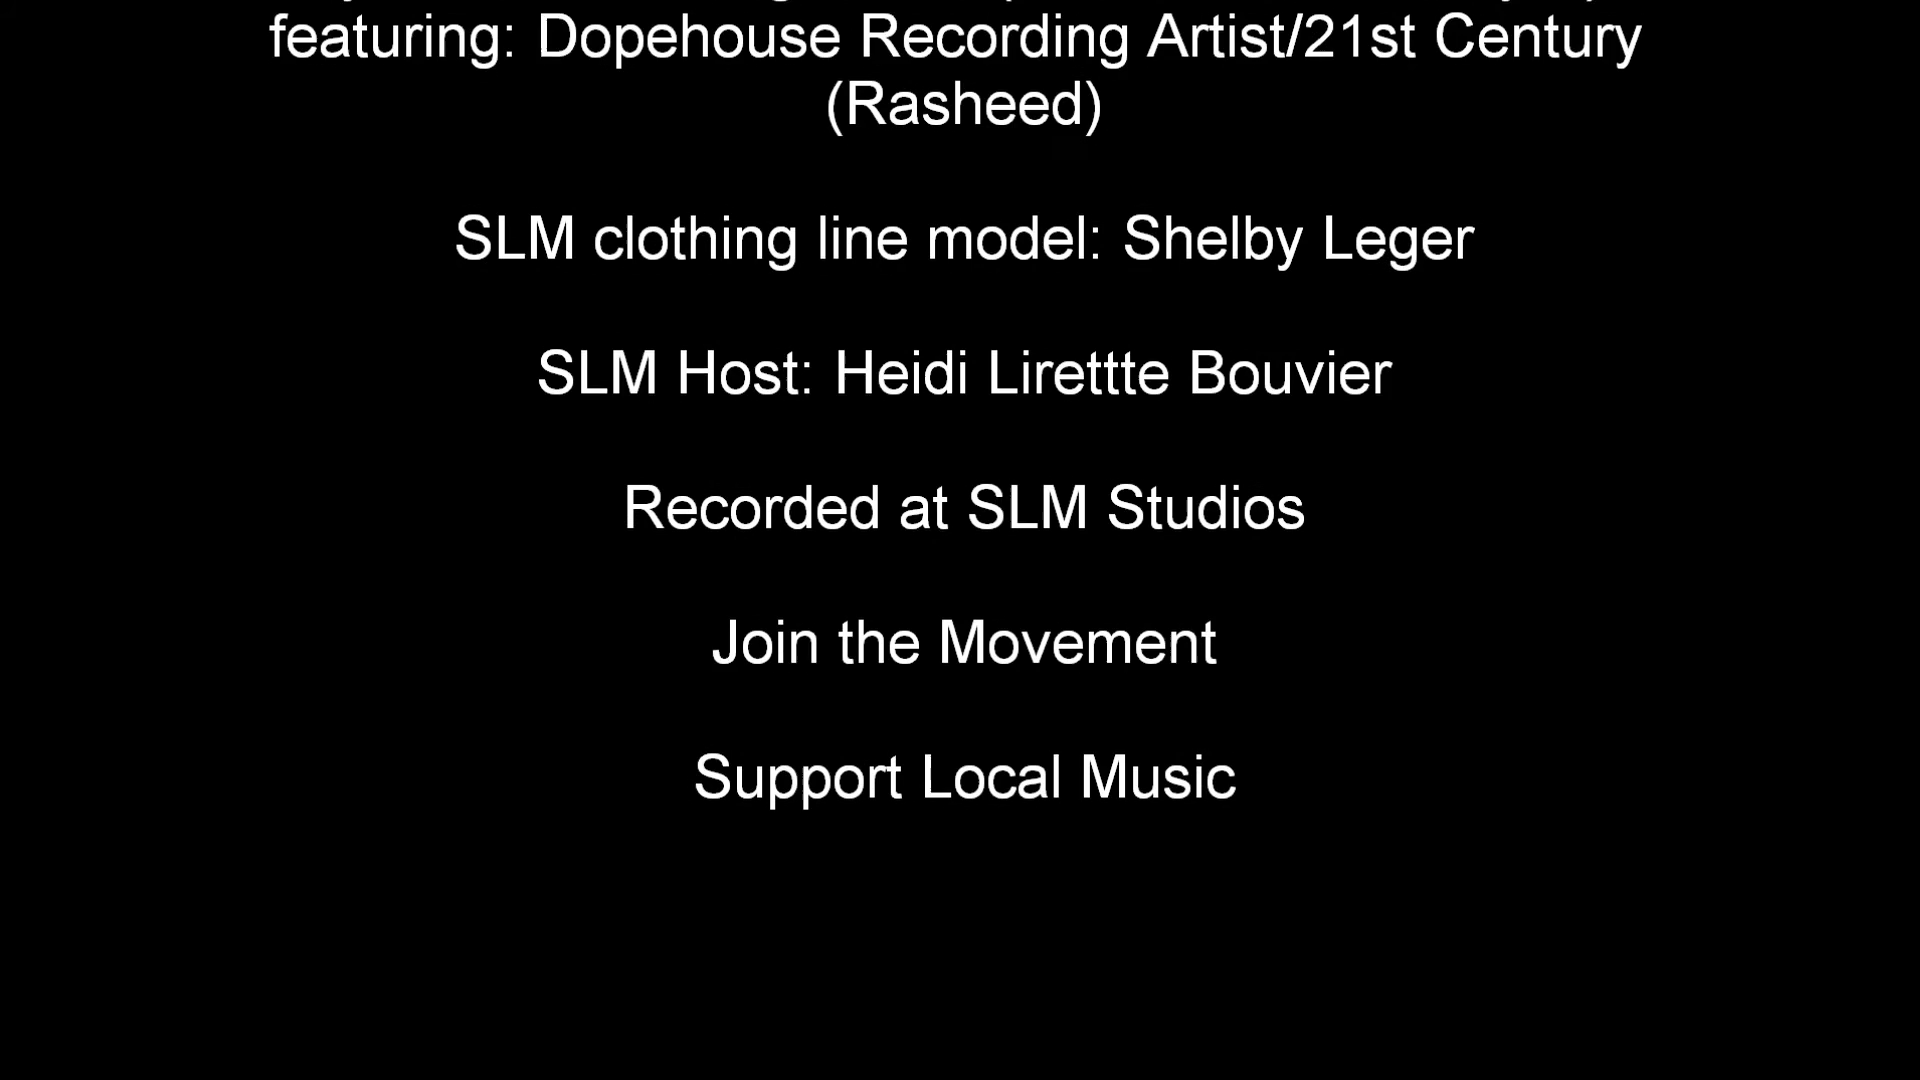 featuring: Dopehouse Recording Artist/21st Century
(Rasheed)
SLM clothing line model: Shelby Leger
SLM Host: Heidi Lirettte Bouvier
Recorded at SLM Studios
Join the Movement
Support Local Music